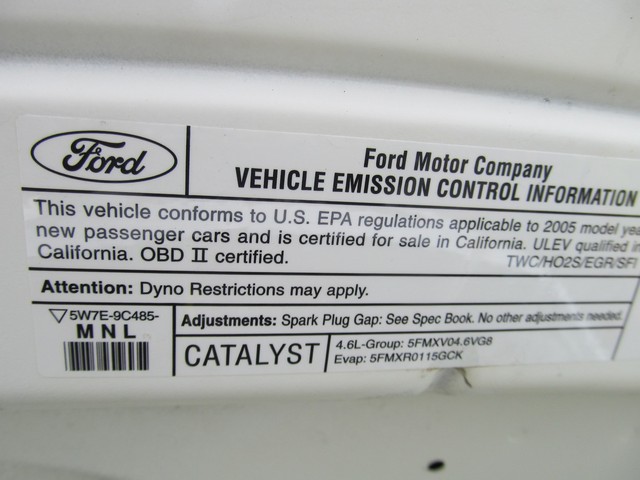 Ford
Ford Motor Company
VEHICLE EMISSION CONTROL INFORMATION
This vehicle conforms to U.S. EPA regulations applicable to 2005 model
new passenger cars and is certified for sale in California. ULEV qualified in
California. OBD II certified.
TWC/HO2S/EGR/SFI
Attention: Dyno Restrictions may apply.
5W7E-9C485-
MNL
Adjustments: Spark Plug Gap: See Spec Book. No other adjustments needed.
CATALYST
4.6L-Group: 5FMXV04.6VG8
Evap: 5FMXR0115GCK